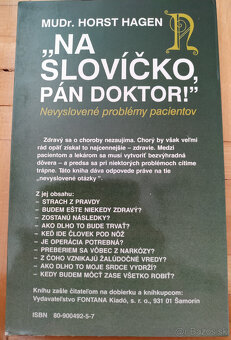 MUDr. HORST HAGEN
„NA
SLOVÍČKO,
PÁN DOKTOR!"
Nevyslovené problémy pacientov
Zdravý sa o choroby nezaujíma. Chorý by však veľmi
rád opäť získal to najcennejšie – zdravie. Medzi
pacientom a lekárom sa musí vytvoriť bezvýhradná
dôvera – a predsa sa pri niektorých problémoch cítime
trápne. Táto kniha dáva odpovede práve na tie
„nevyslovené otázky".
Z jej obsahu:
– STRACH Z PRAVDY
– BUDEM EŠTE NIEKEDY ZDRAVÝ?
– ZOSTANÚ NÁSLEDKY?
– AKO DLHO TO BUDE TRVAŤ?
– KEĎ IDE ČLOVEK POD NÔŽ
– JE OPERÁCIA POTREBNÁ?
– PREBERIEM SA VÔBEC Z NARKÓZY?
– Z ČOHO VZNIKAJÚ ŽALÚDOČNÉ VREDY?
– AKO DLHO TO MOJE SRDCE VYDRŽÍ?
– KEDY BUDEM MÔCŤ ZASE VŠETKO ROBIŤ?
Knihu zašle čitateľom na dobierku a kníhkupcom:
Vydavateľstvo FONTANA Kiadó, s. r. o., 931 01 Šamorín
ISBN 80-900492-5-7
bazos.sk